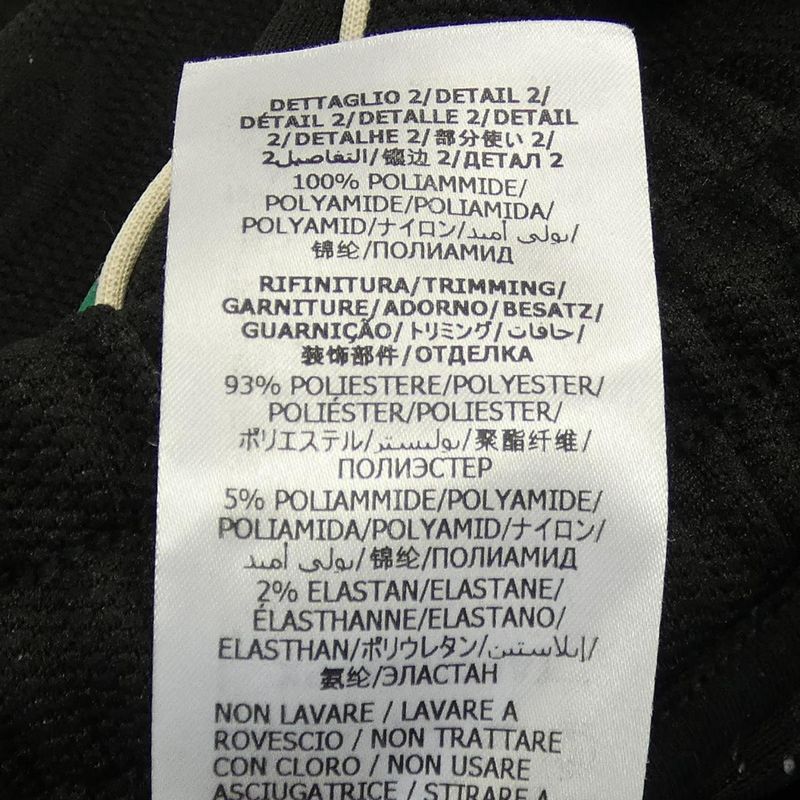 DETTAGLIO 2/DETAIL 2/
DÉTAIL 2/DETALLE 2/DETAIL
2/DETALHE 2/部分使い 2/
التفاصيل2/镶边 2/ДЕТАЛ 2
100% POLIAMMIDE/
POLYAMIDE/POLIAMIDA/
POLYAMID/ナイロン/بولي أميد/
锦纶/ПОЛИАМИД
RIFINITURA/TRIMMING/
GARNITURE/ADORNO/BESATZ/
GUARNIÇÃO/トリミング/حافات/
装饰部件/ОТДЕЛКА
93% POLIESTERE/POLYESTER/
POLIÉSTER/POLIESTER/
ポリエステル/بوليستر/聚酯纤维/
ПОЛИЭСТЕР
5% POLIAMMIDE/POLYAMIDE/
POLIAMIDA/POLYAMID/ナイロン/
بولي أميد/锦纶/ПОЛИАМИД
2% ELASTAN/ELASTANE/
ÉLASTHANNE/ELASTANO/
ELASTHAN/ポリウレタン/إيلاستين/
氨纶/ЭЛАСТАН
NON LAVARE / LAVARE A
ROVESCIO / NON TRATTARE
CON CLORO / NON USARE
ASCIUGATRICE / STIRARE A